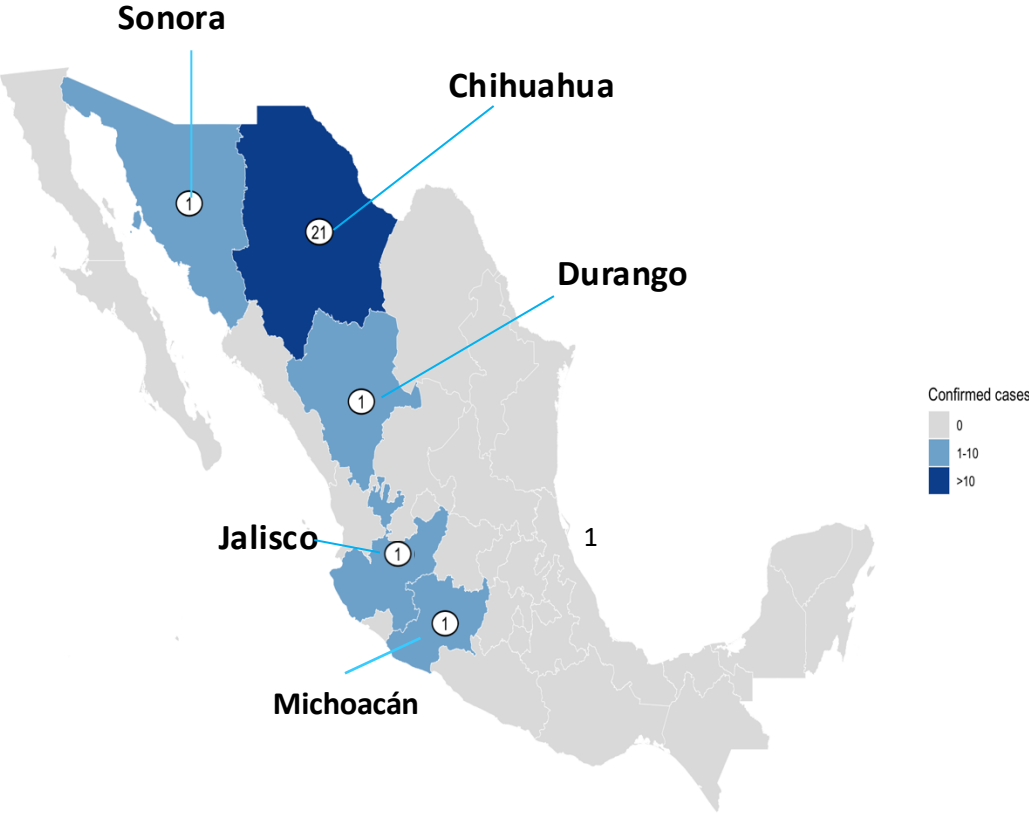 Sonora
Chihuahua
1
21
Durango
1
Confirmed cases
0
1-10
>10
Jalisco
1
1
1
Michoacán